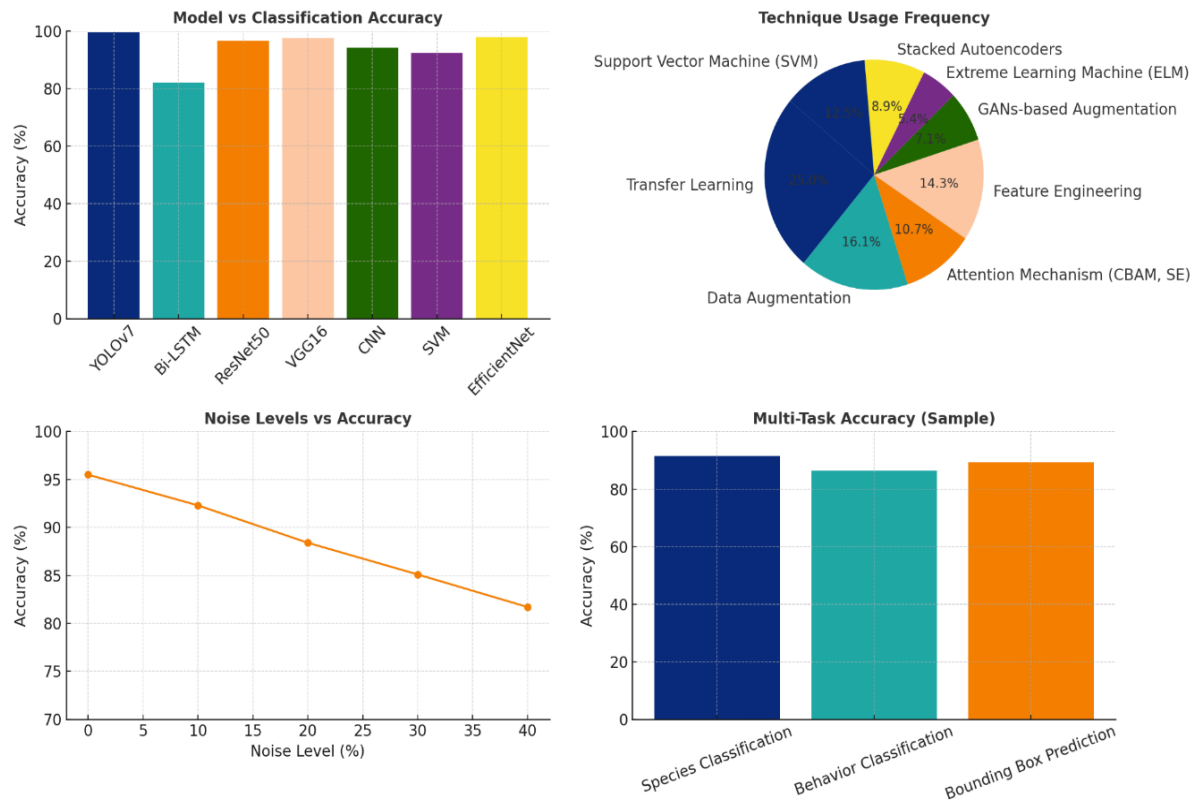 Model vs Classification Accuracy
Accuracy (%)
100
80
60
40
20
0
YOLOv7
Bi-LSTM
ResNet50
VGG16
CNN
SVM
EfficientNet
Technique Usage Frequency
Support Vector Machine (SVM)
Stacked Autoencoders
Extreme Learning Machine (ELM)
GANs-based Augmentation
Transfer Learning
Feature Engineering
Data Augmentation
Attention Mechanism (CBAM, SE)
12.5%
8.9%
5.4%
7.1%
25.0%
14.3%
10.7%
16.1%
Noise Levels vs Accuracy
Accuracy (%)
100
95
90
85
80
75
70
0 5 10 15 20 25 30 35 40
Noise Level (%)
Multi-Task Accuracy (Sample)
Accuracy (%)
100
80
60
40
20
0
Species Classification
Behavior Classification
Bounding Box Prediction